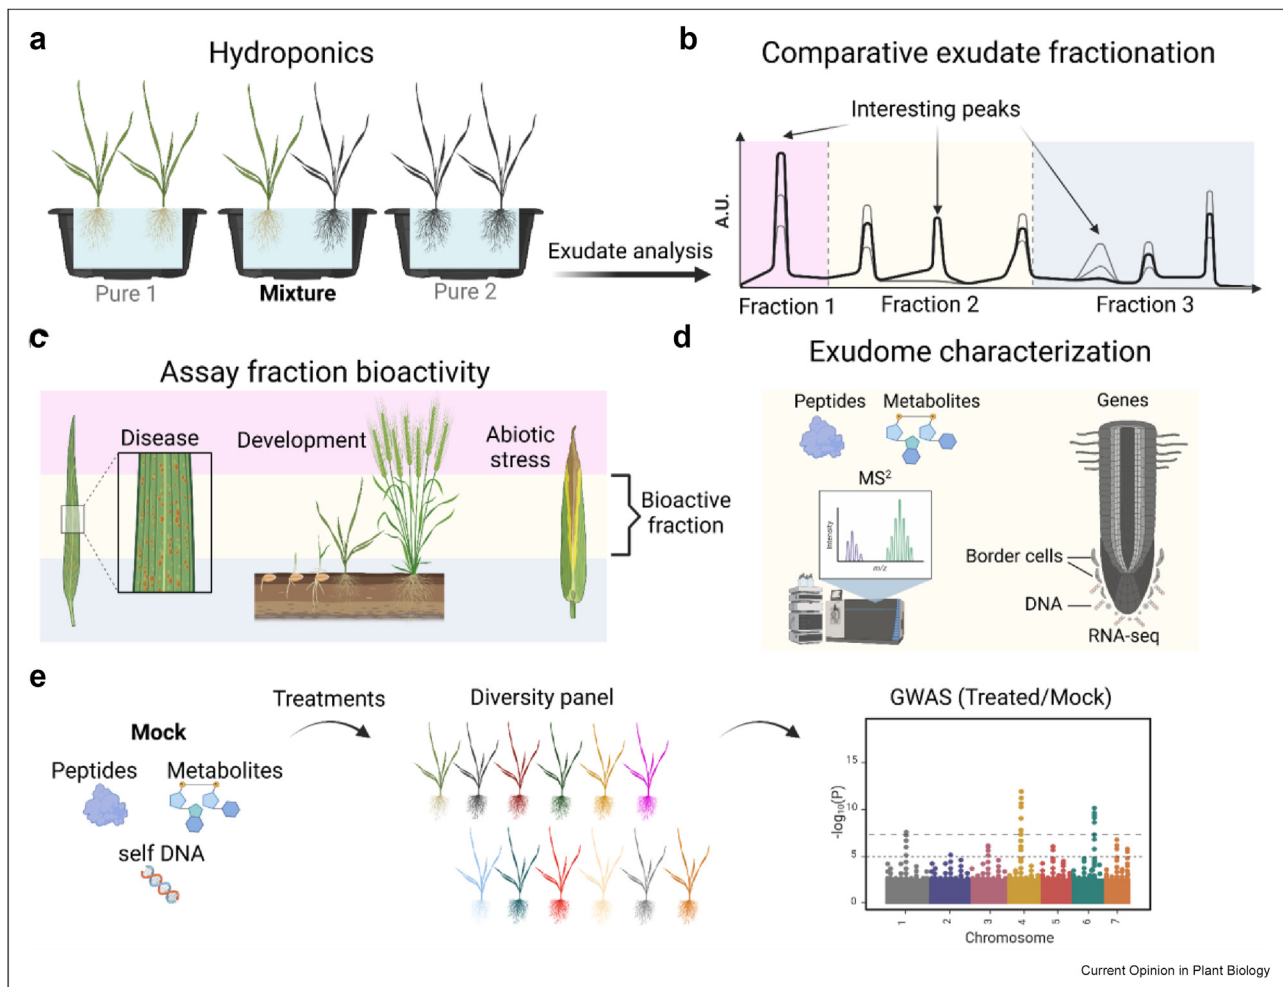 a
Hydroponics
Pure 1
Mixture
Pure 2
Exudate analysis
b
Comparative exudate fractionation
Interesting peaks
A.U.
Fraction 1
Fraction 2
Fraction 3
c
Assay fraction bioactivity
Disease
Development
Abiotic
stress
Bioactive
fraction
d
Exudome characterization
Peptides
Metabolites
Genes
MS²
Intensity
m/z
Border cells
DNA
RNA-seq
e
Mock
Peptides
Metabolites
self DNA
Treatments
Diversity panel
GWAS (Treated/Mock)
-log₁₀(P)
15
10
5
0
1 2 3 4 5 6 7
Chromosome
Current Opinion in Plant Biology